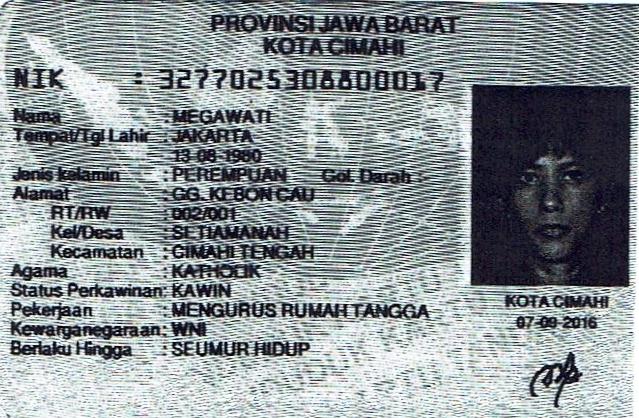 PROVINSI JAWA BARAT
KOTA CIMAHI
NIK : 3277025308800017
Nama : MEGAWATI
Tempat/Tgl Lahir : JAKARTA
13-08-1980
Jenis kelamin : PEREMPUAN Gol. Darah :-
Alamat : GG. KEBON CAU
RT/RW : 002/001
Kel/Desa : SETIAMANAH
Kecamatan : CIMAHI TENGAH
Agama : KATHOLIK
Status Perkawinan: KAWIN
Pekerjaan : MENGURUS RUMAH TANGGA
Kewarganegaraan: WNI
Berlaku Hingga : SEUMUR HIDUP
KOTA CIMAHI
07-09-2016